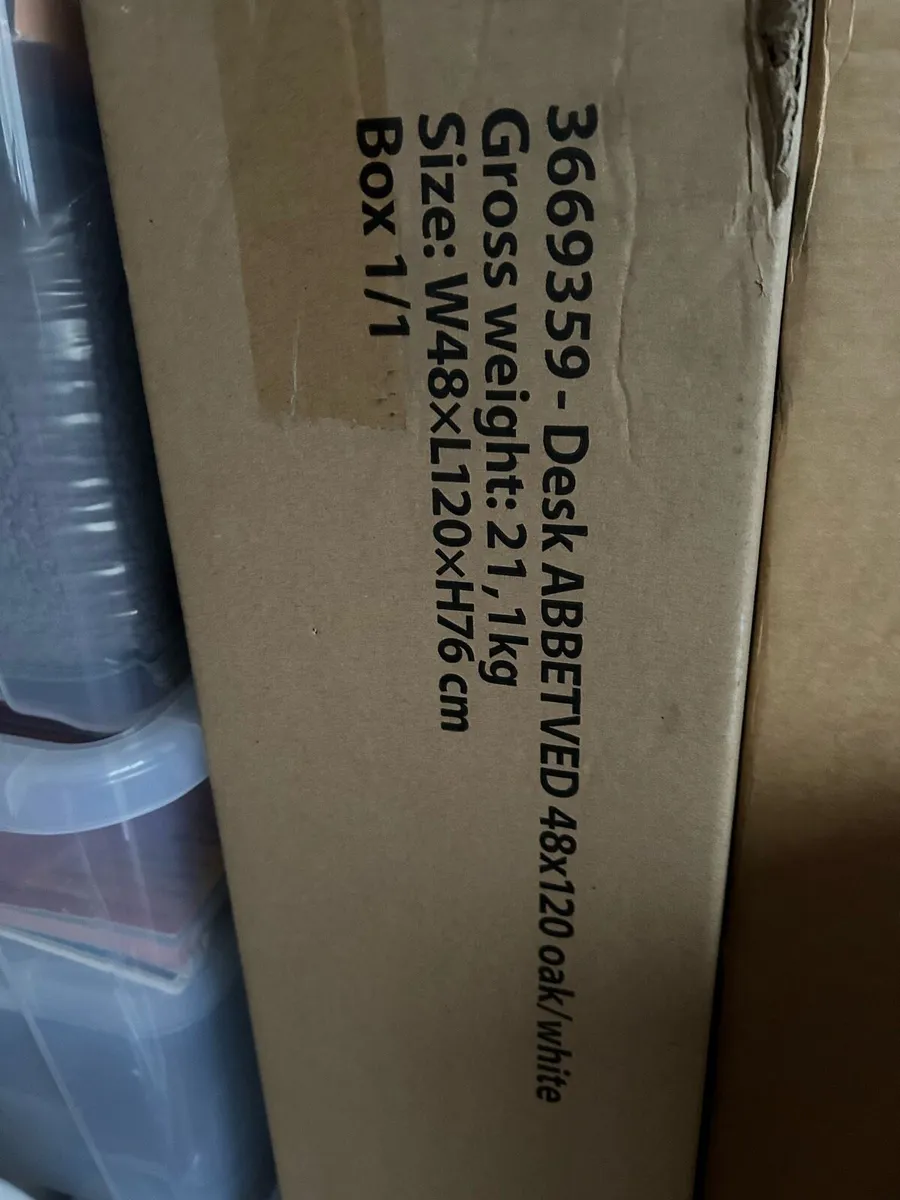 3669359 - Desk ABBETVED 48x120 oak/white
Gross weight: 21,1kg
Size: W48×L120×H76 cm
Box 1/1